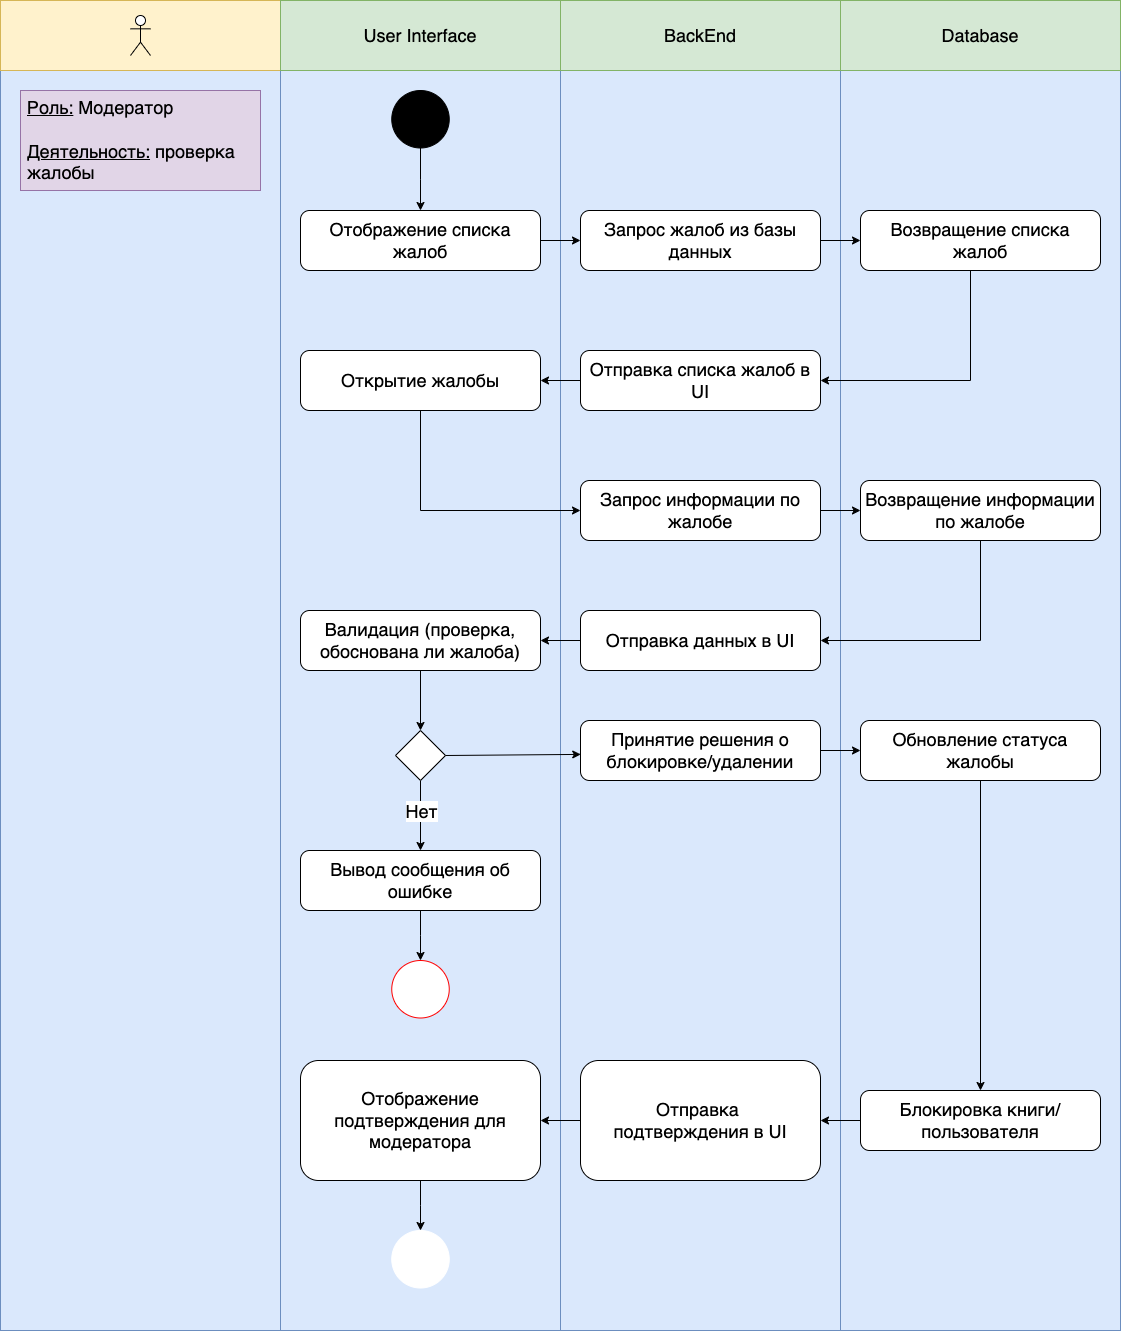 User Interface
BackEnd
Database
Роль: Модератор
Деятельность: проверка
жалобы
Отображение списка
жалоб
Запрос жалоб из базы
данных
Возвращение списка
жалоб
Открытие жалобы
Отправка списка жалоб в
UI
Запрос информации по
жалобе
Возвращение информации
по жалобе
Валидация (проверка,
обоснована ли жалоба)
Отправка данных в UI
Принятие решения о
блокировке/удалении
Обновление статуса
жалобы
Нет
Вывод сообщения об
ошибке
Отображение
подтверждения для
модератора
Отправка
подтверждения в UI
Блокировка книги/
пользователя